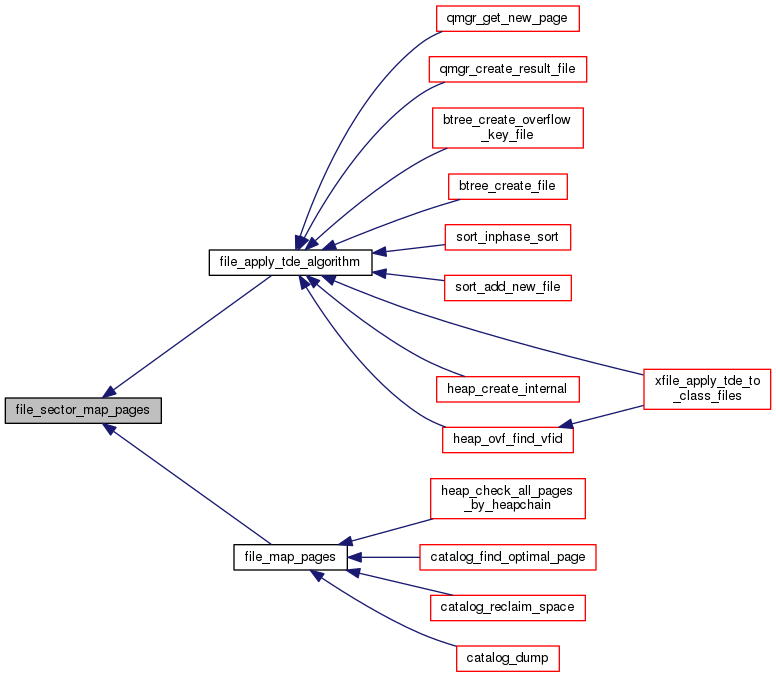 qmgr_get_new_page
qmgr_create_result_file
btree_create_overflow
_key_file
btree_create_file
sort_inphase_sort
file_apply_tde_algorithm
sort_add_new_file
xfile_apply_tde_to
_class_files
heap_create_internal
file_sector_map_pages
heap_ovf_find_vfid
heap_check_all_pages
_by_heapchain
file_map_pages
catalog_find_optimal_page
catalog_reclaim_space
catalog_dump